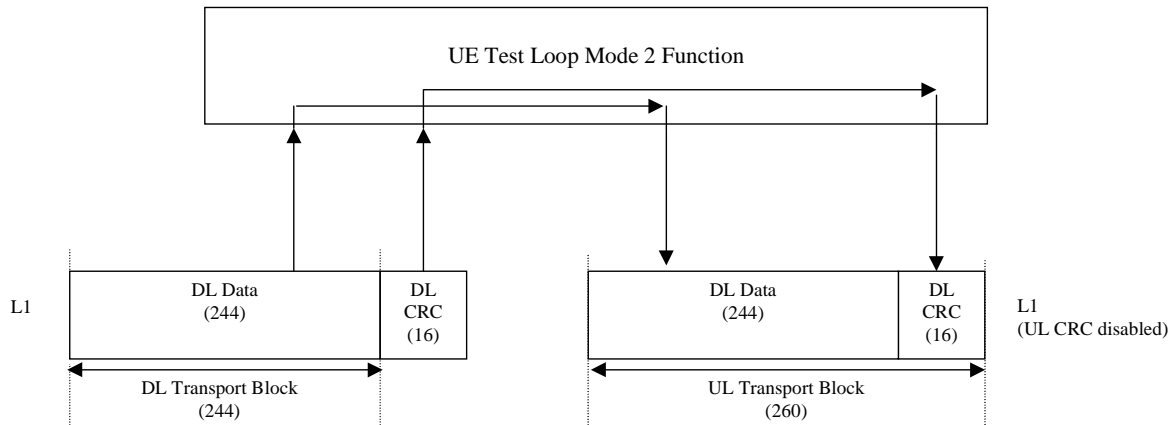 UE Test Loop Mode 2 Function
L1
DL Data
(244)
DL
CRC
(16)
DL Transport Block
(244)
DL Data
(244)
DL
CRC
(16)
UL Transport Block
(260)
L1
(UL CRC disabled)